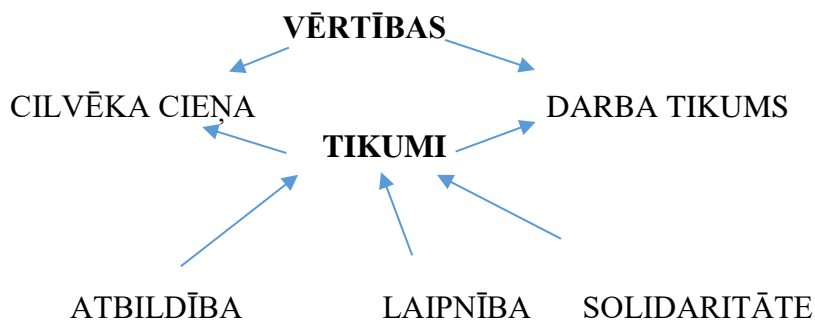 VĒRTĪBAS
CILVĒKA CIEŅA DARBA TIKUMS
TIKUMI
ATBILDĪBA LAIPNĪBA SOLIDARITĀTE